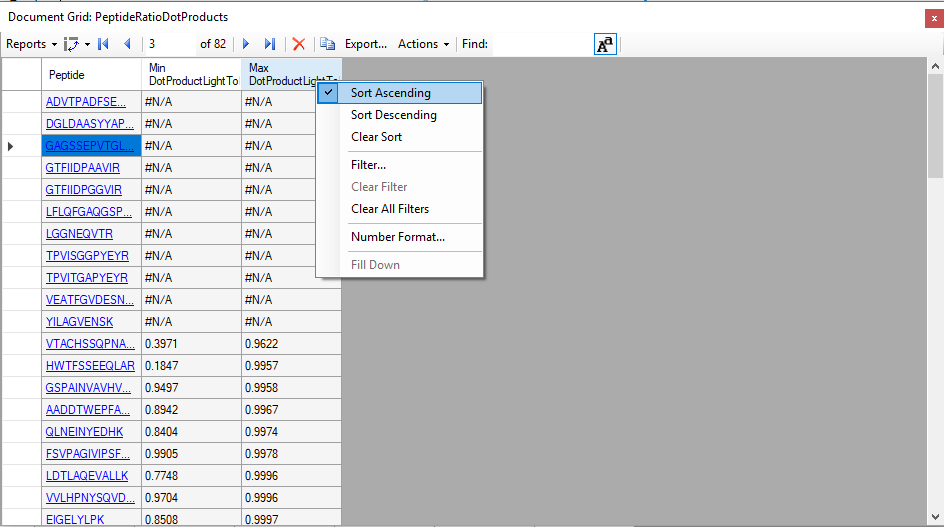 Document Grid: PeptideRatioDotProducts
Reports 3 of 82 Export... Actions Find: Aa
Peptide Min DotProductLightTo Max DotProductLightTo
ADVTPADFSE... #N/A #N/A
DGLDAASYYAP... #N/A #N/A
GAGSSEPVTGL... #N/A #N/A
GTFIIDPAAVIR #N/A #N/A
GTFIIDPGGVIR #N/A #N/A
LFLQFGAQGSP... #N/A #N/A
LGGNEQVTR #N/A #N/A
TPVISGGPYEYR #N/A #N/A
TPVITGAPYEYR #N/A #N/A
VEATFGVDESN... #N/A #N/A
YILAGVENSK #N/A #N/A
VTACHSSQPNA... 0.3971 0.9622
HWTFSSEEQLAR 0.1847 0.9957
GSPAINVAVHV... 0.9497 0.9958
AADDTWEPFA... 0.8942 0.9967
QLNEINYEDHK 0.8404 0.9974
FSVPAGIVIPSF... 0.9905 0.9978
LDTLAQEVALLK 0.7748 0.9996
VVLHPNYSQVD... 0.9704 0.9996
EIGELYLPK 0.8508 0.9997
Sort Ascending
Sort Descending
Clear Sort
Filter...
Clear Filter
Clear All Filters
Number Format...
Fill Down